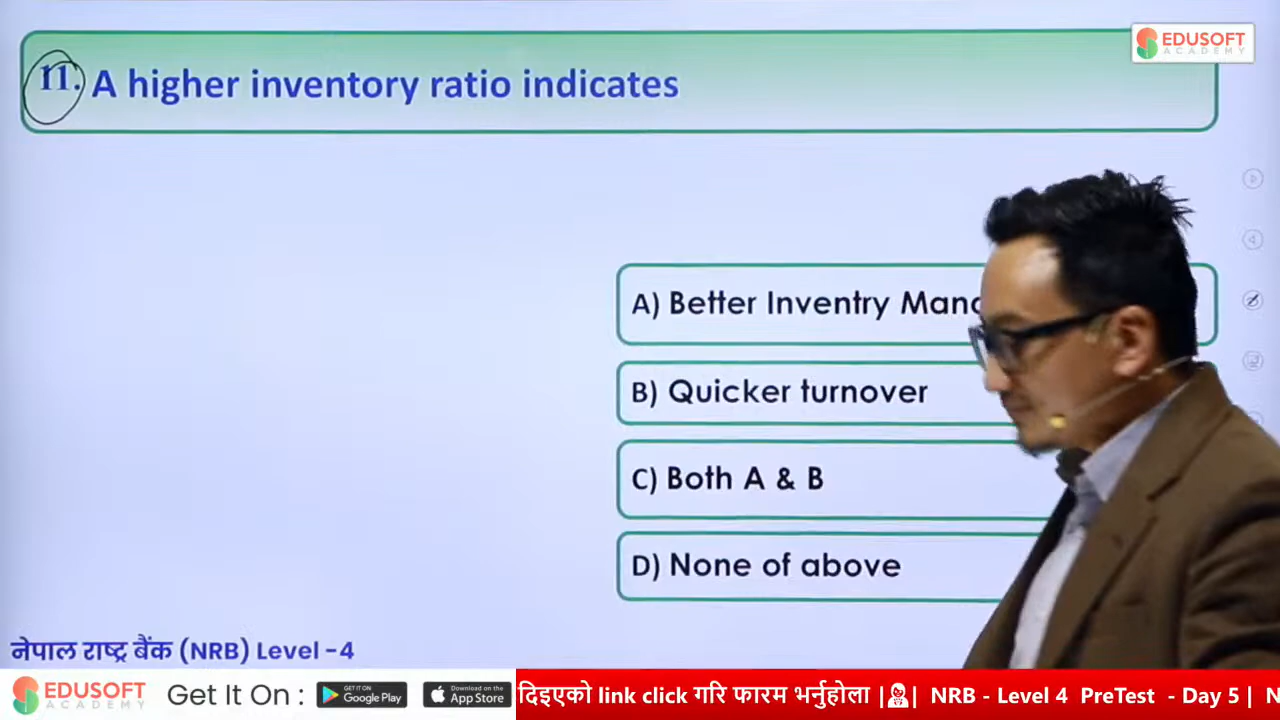 11. A higher inventory ratio indicates
EDUSOFT
ACADEMY
A) Better Inventry
B) Quicker turnover
C) Both A & B
D) None of above
नेपाल राष्ट्र बैंक (NRB) Level -4
EDUSOFT
ACADEMY
Get It On :
GET IT ON
Google Play
Download on the
App Store
दिइएको link click गरि फारम भर्नुहोला | | NRB - Level 4 PreTest - Day 5 | N